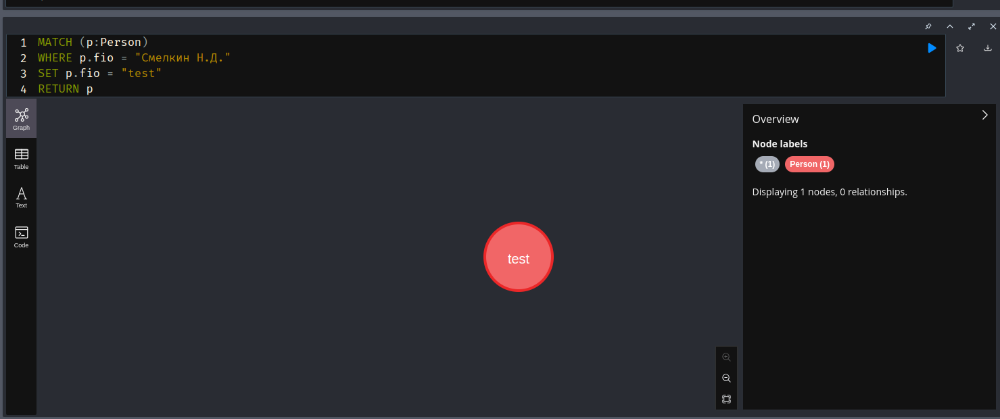 1 MATCH (p:Person)
2 WHERE p.fio = "Смелкин Н.Д."
3 SET p.fio = "test"
4 RETURN p
Graph
Table
Text
Code
test
Overview
Node labels
* (1) Person (1)
Displaying 1 nodes, 0 relationships.